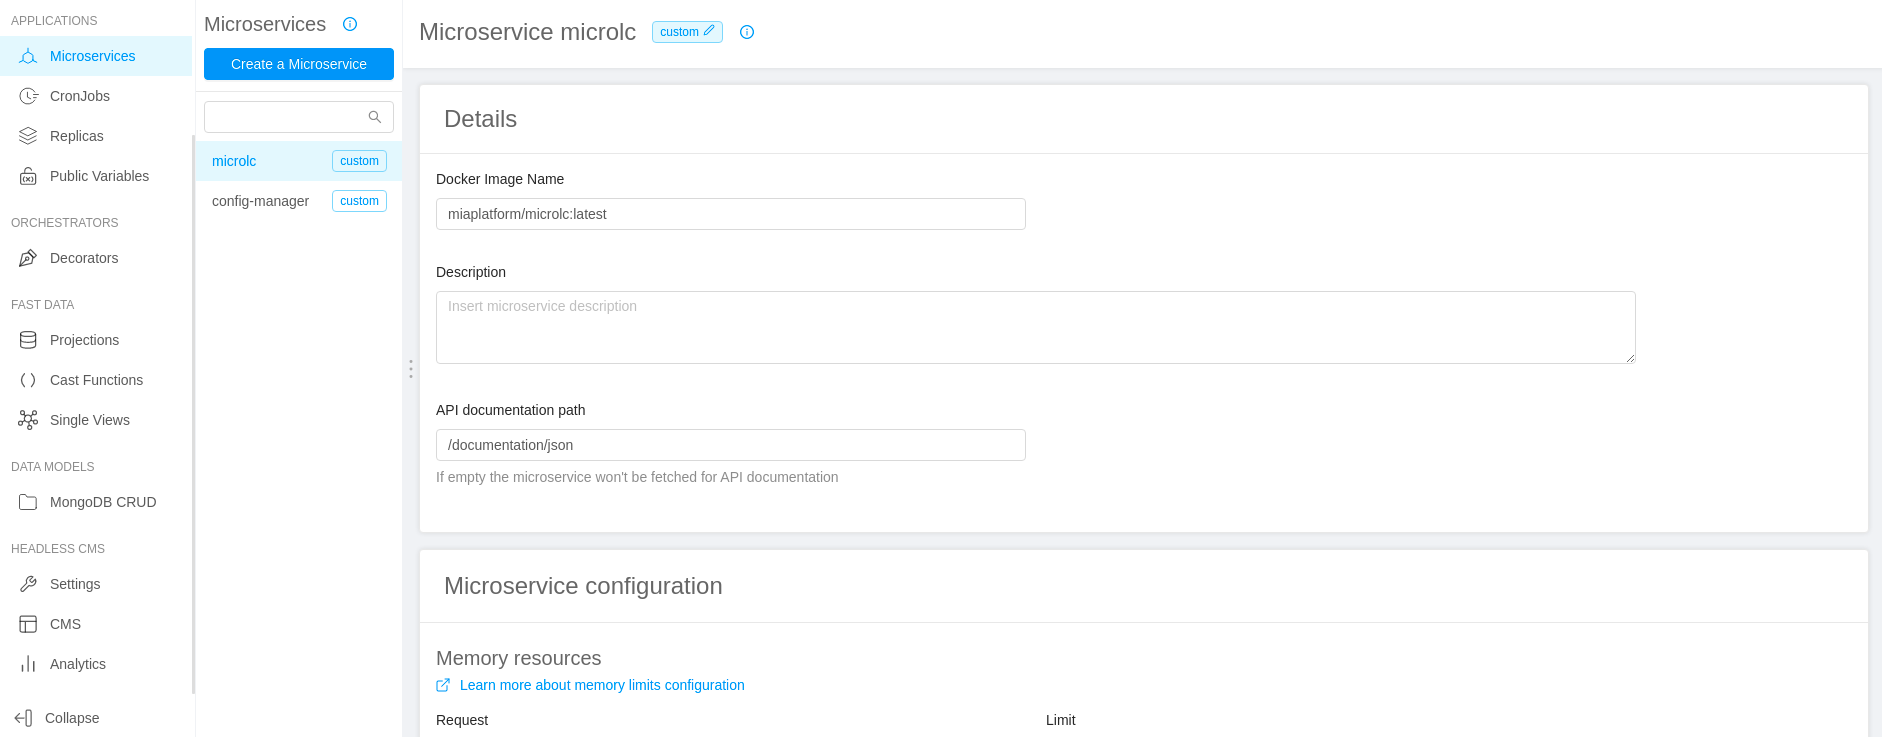 APPLICATIONS
Microservices
CronJobs
Replicas
Public Variables
ORCHESTRATORS
Decorators
FAST DATA
Projections
Cast Functions
Single Views
DATA MODELS
MongoDB CRUD
HEADLESS CMS
Settings
CMS
Analytics
Collapse
Microservices
Create a Microservice
microlc custom
config-manager custom
Microservice microlc custom
Details
Docker Image Name
miaplatform/microlc:latest
Description
Insert microservice description
API documentation path
/documentation/json
If empty the microservice won't be fetched for API documentation
Microservice configuration
Memory resources
Learn more about memory limits configuration
Request Limit